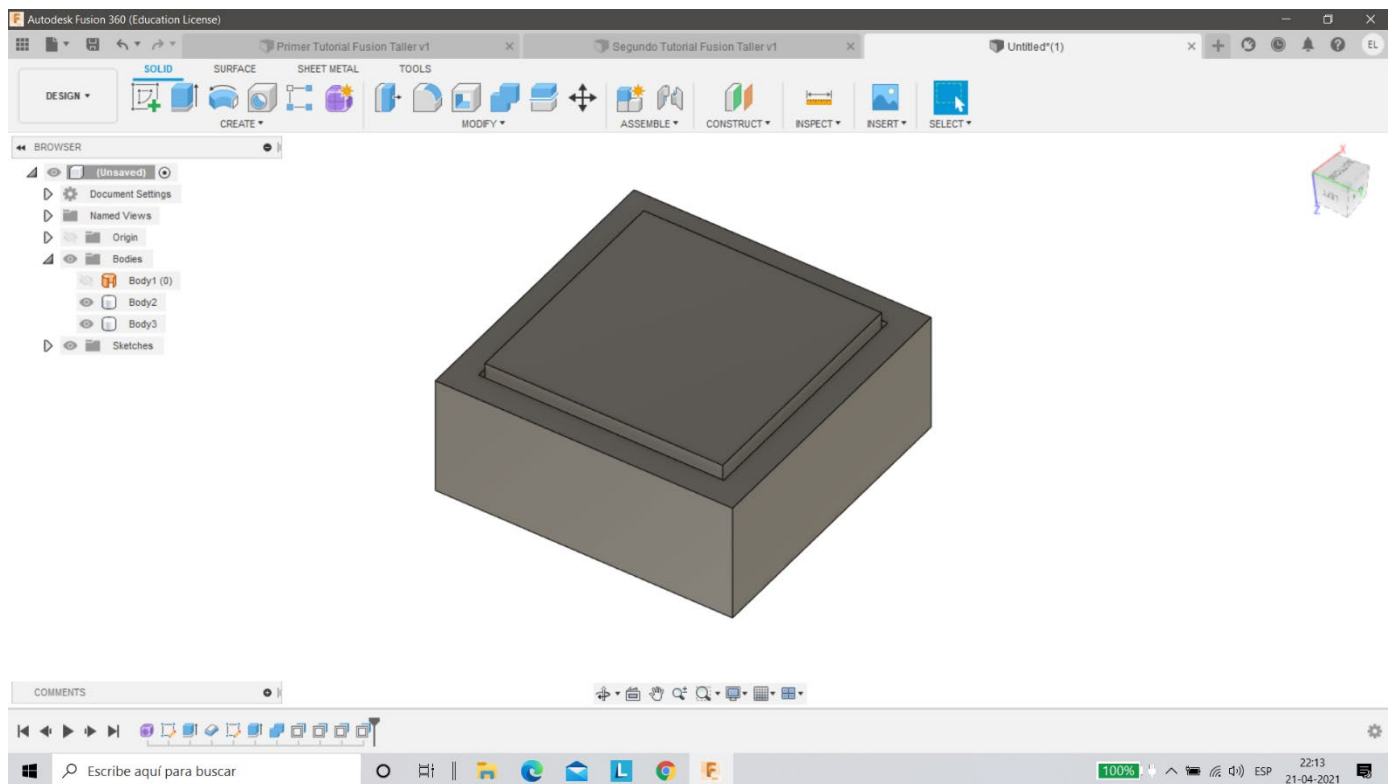 Autodesk Fusion 360 (Education License)
Primer Tutorial Fusion Taller v1
Segundo Tutorial Fusion Taller v1
Untitled*(1)
EL
SOLID SURFACE SHEET METAL TOOLS
DESIGN
CREATE MODIFY ASSEMBLE CONSTRUCT INSPECT INSERT SELECT
BROWSER
(Unsaved)
Document Settings
Named Views
Origin
Bodies
Body1 (0)
Body2
Body3
Sketches
X
Z
COMMENTS
Escribe aquí para buscar
L
F
100%
ESP
22:13
21-04-2021